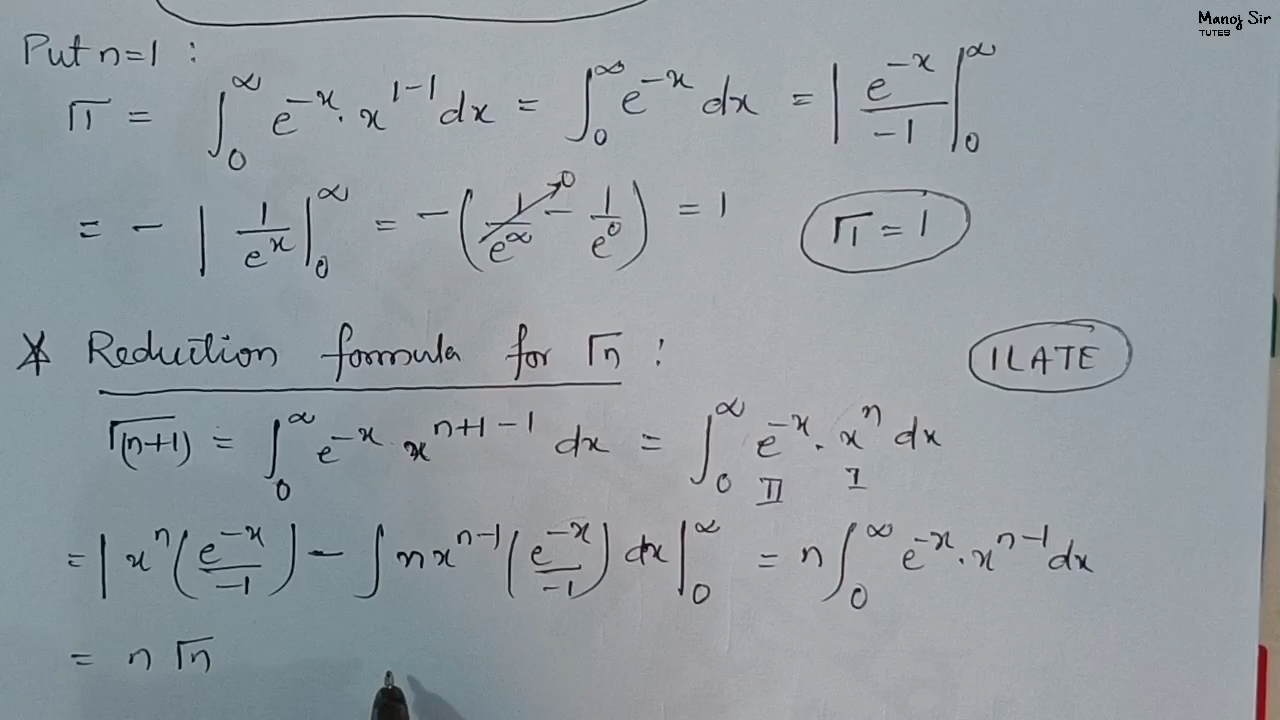 Manoj Sir
TUTES
Put n=1 :
Γ1 = ∫₀^∞ e^{-x} · x^{1-1} dx = ∫₀^∞ e^{-x} dx = | e^{-x}/-1 |₀^∞
= - | 1/e^x |₀^∞ = -( 1/e^∞ →0 - 1/e^0 ) = 1 Γ1 = 1
* Reduction formula for Γn : ILATE
Γ(n+1) = ∫₀^∞ e^{-x} · x^{n+1-1} dx = ∫₀^∞ e^{-x} · x^n dx
II I
= | x^n ( e^{-x}/-1 ) - ∫ n x^{n-1} ( e^{-x}/-1 ) dx |₀^∞ = n ∫₀^∞ e^{-x} · x^{n-1} dx
= n Γn